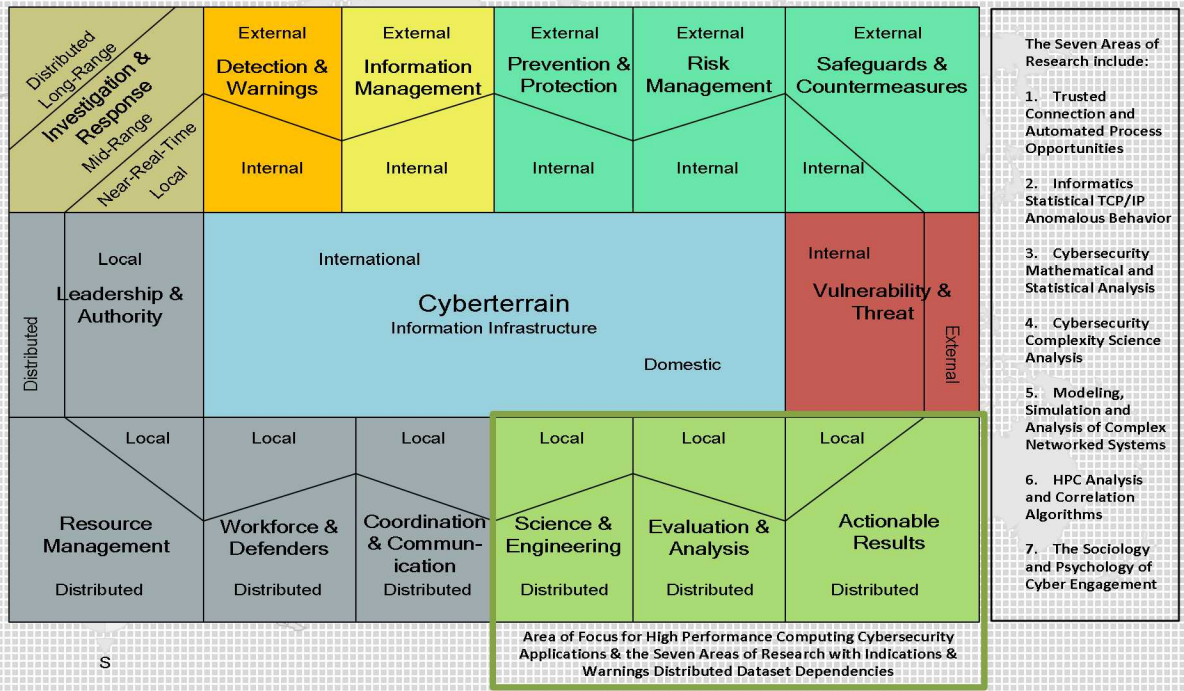 Distributed
Long-Range
Investigation &
Response
Mid-Range
Near-Real-Time
Local
External
Detection &
Warnings
Internal
External
Information
Management
Internal
External
Prevention &
Protection
Internal
External
Risk
Management
Internal
External
Safeguards &
Countermeasures
Internal
Distributed
Local
Leadership &
Authority
International
Cyberterrain
Information Infrastructure
Domestic
Internal
Vulnerability &
Threat
External
Local
Resource
Management
Distributed
Local
Workforce &
Defenders
Distributed
Local
Coordination
& Commun-
ication
Distributed
Local
Science &
Engineering
Distributed
Local
Evaluation &
Analysis
Distributed
Local
Actionable
Results
Distributed
Area of Focus for High Performance Computing Cybersecurity
Applications & the Seven Areas of Research with Indications &
Warnings Distributed Dataset Dependencies
S
The Seven Areas of
Research include:
1. Trusted
Connection and
Automated Process
Opportunities
2. Informatics
Statistical TCP/IP
Anomalous Behavior
3. Cybersecurity
Mathematical and
Statistical Analysis
4. Cybersecurity
Complexity Science
Analysis
5. Modeling,
Simulation and
Analysis of Complex
Networked Systems
6. HPC Analysis
and Correlation
Algorithms
7. The Sociology
and Psychology of
Cyber Engagement